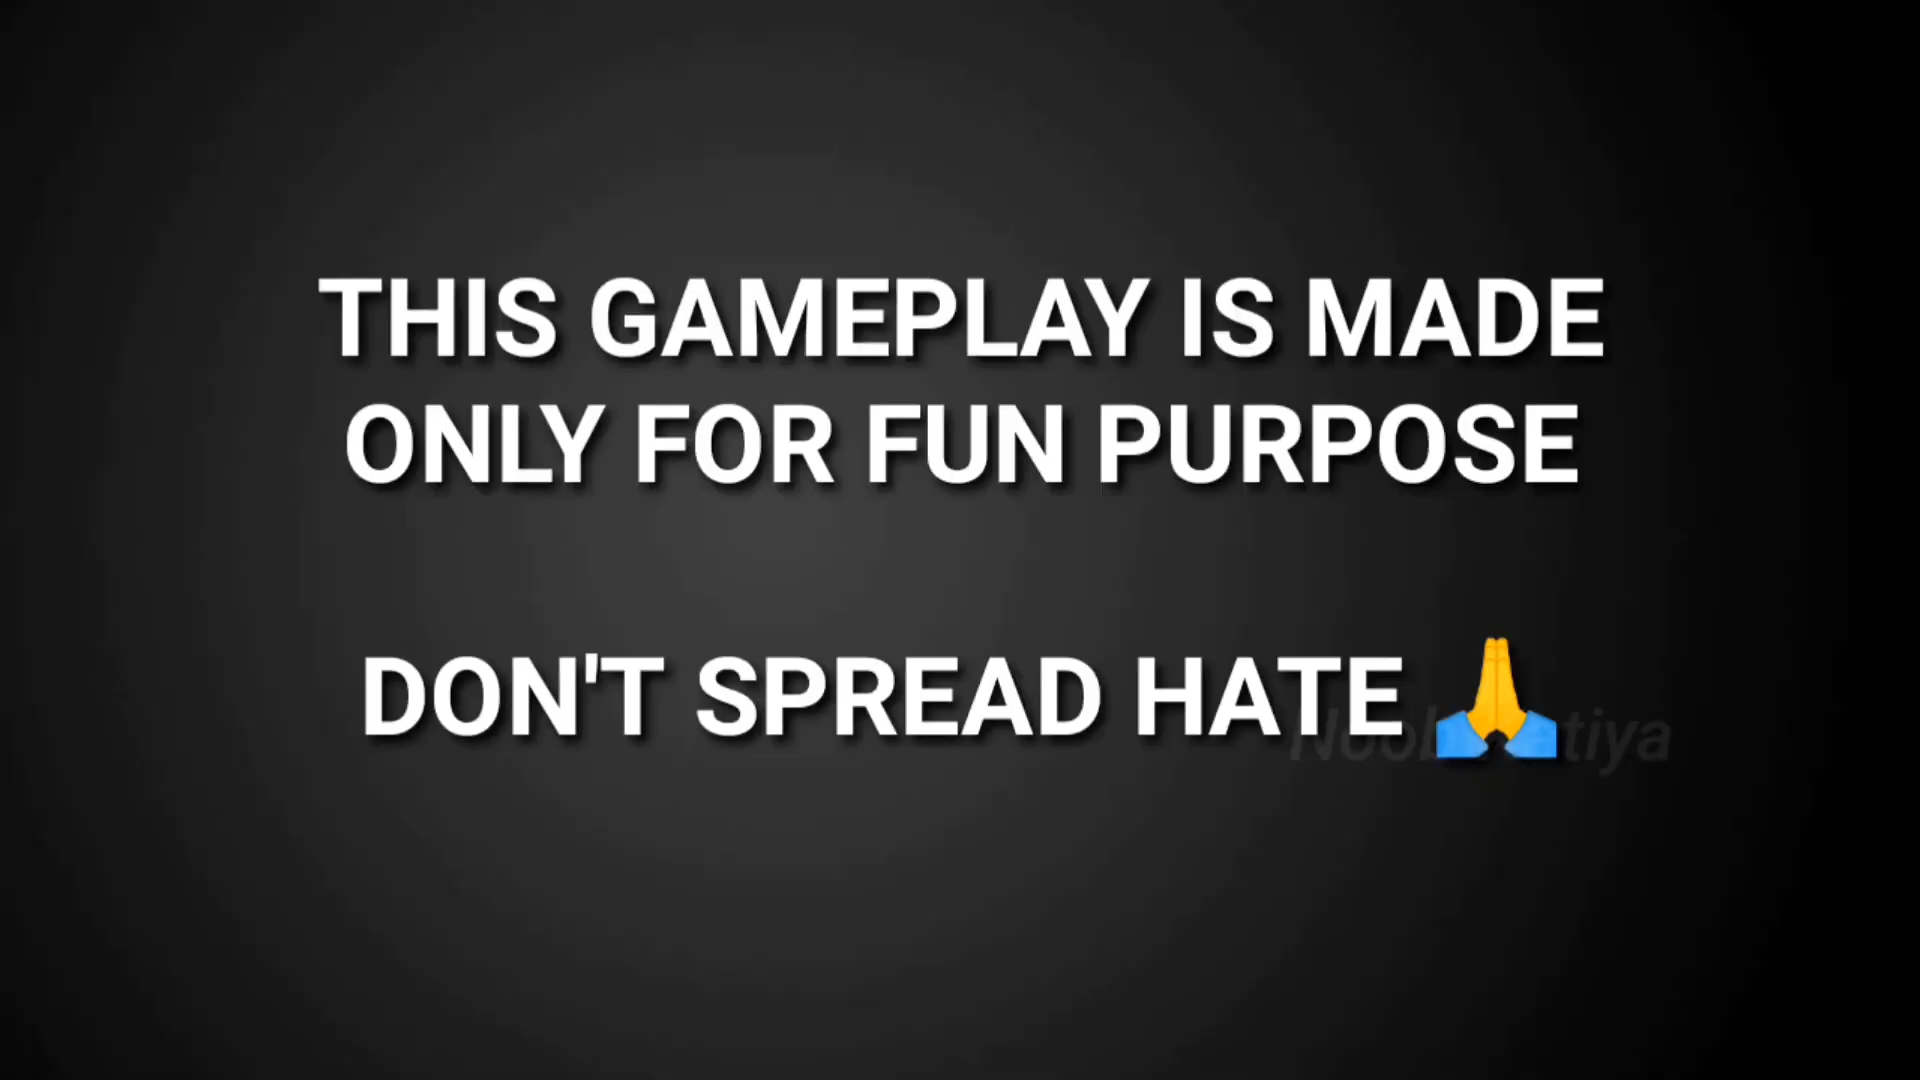 THIS GAMEPLAY IS MADE
ONLY FOR FUN PURPOSE
DON'T SPREAD HATE 🙏